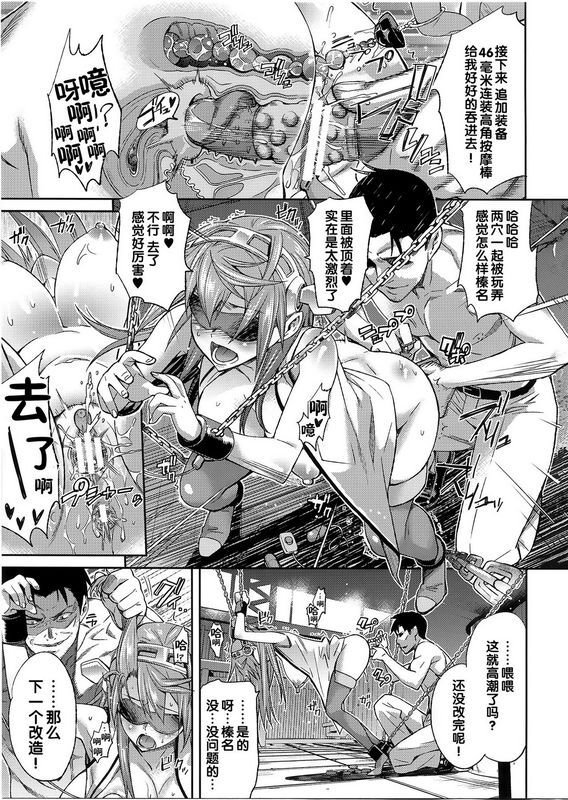 接下来 追加装备
46毫米连装高角按摩棒
给我好好的吞进去！
噫
呀 !?
啊
啊
啊
啊
啊♥
哈哈哈
两穴一起被玩弄
感觉怎么样榛名
里面被顶着♥
实在是太激烈了
啊啊♥
不行 去了
感觉好厉害♥
啊♥
噫
去了
啊
……喂喂
这就高潮了吗？
还没改完呢！
……是的
呀…榛名
没…没问题的…
哈
啊
……那么
下一个改造！